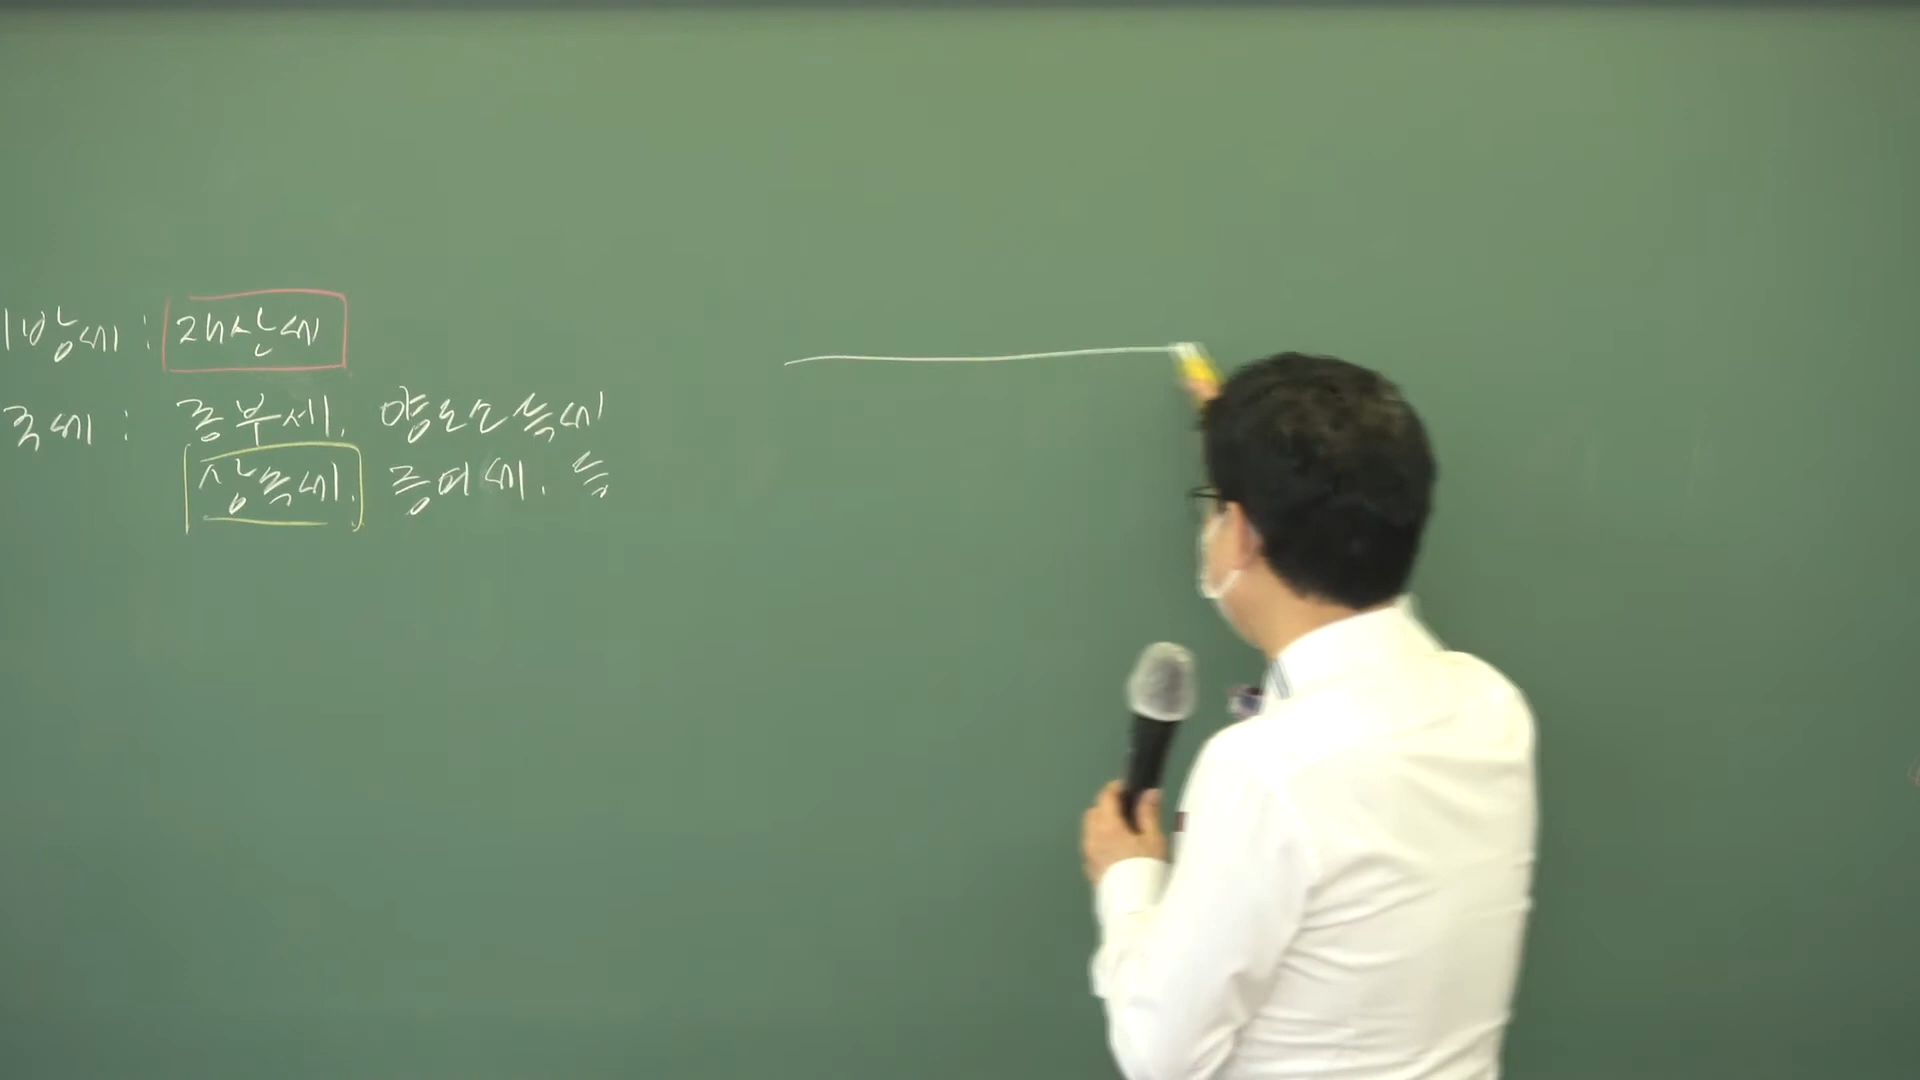 지방세 : 재산세
국세 : 종부세, 양도소득세
상속세, 증여세. 등